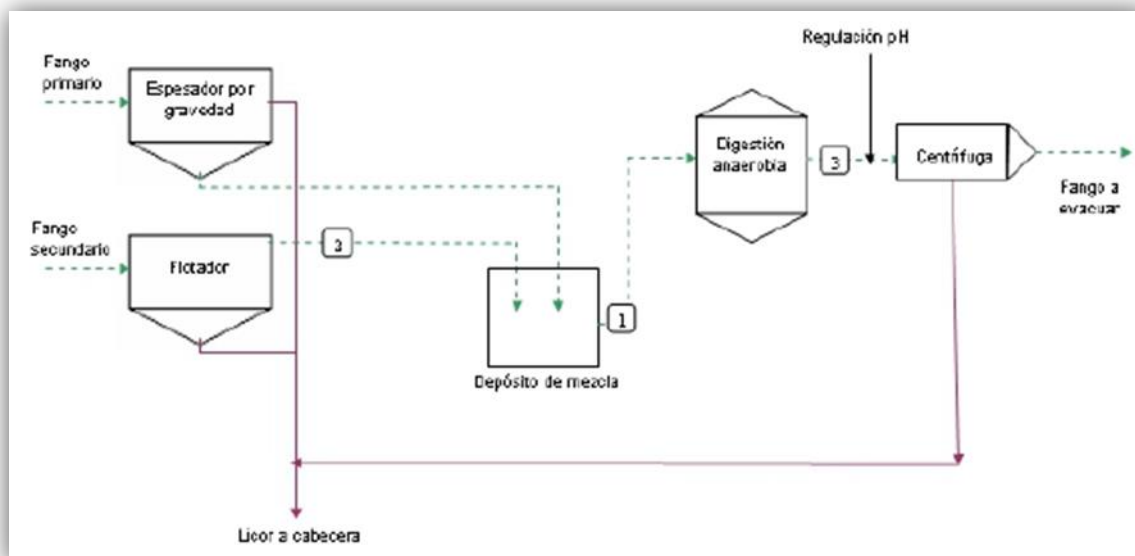 Regulación pH
Fango
primario
Espesador por
gravedad
Digestión
anaerobia
3
Centrífuga
Fango a
evacuar
Fango
secundario
Flotador
2
1
Depósito de mezcla
Licor a cabecera